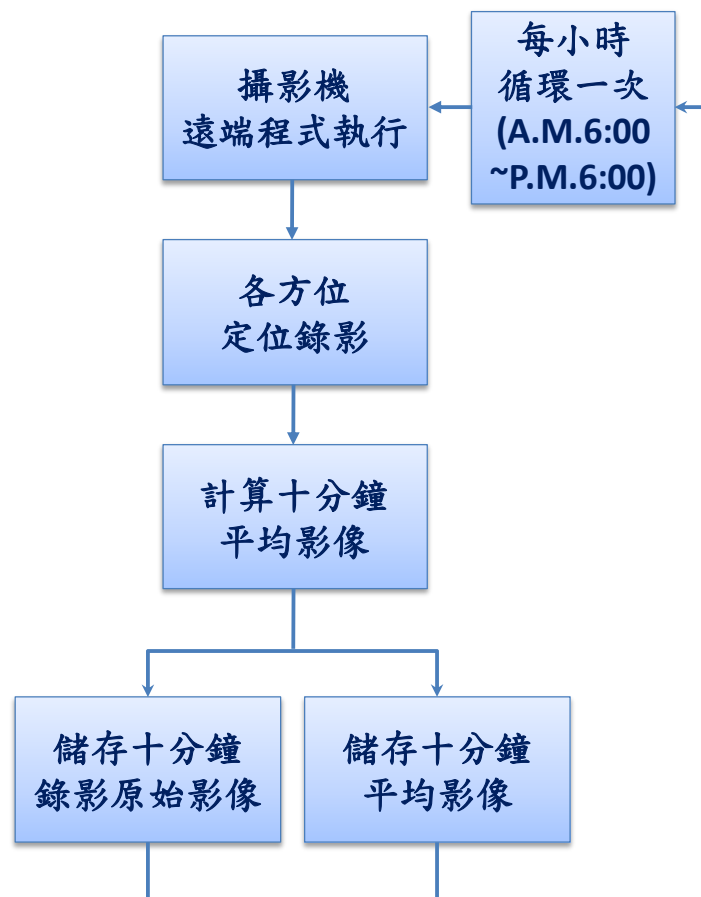 每小時
循環一次
(A.M.6:00
~P.M.6:00)
攝影機
遠端程式執行
各方位
定位錄影
計算十分鐘
平均影像
儲存十分鐘
錄影原始影像
儲存十分鐘
平均影像